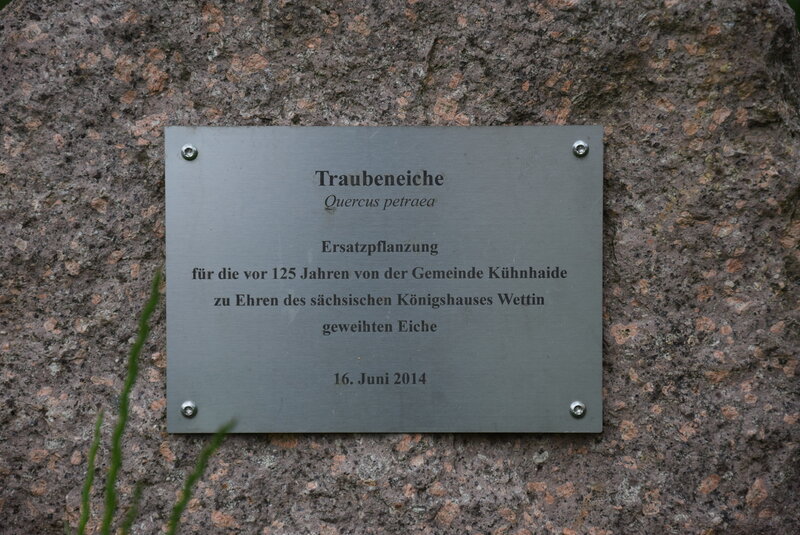 Traubeneiche
Quercus petraea
Ersatzpflanzung
für die vor 125 Jahren von der Gemeinde Kühnhaide
zu Ehren des sächsischen Königshauses Wettin
geweihten Eiche
16. Juni 2014